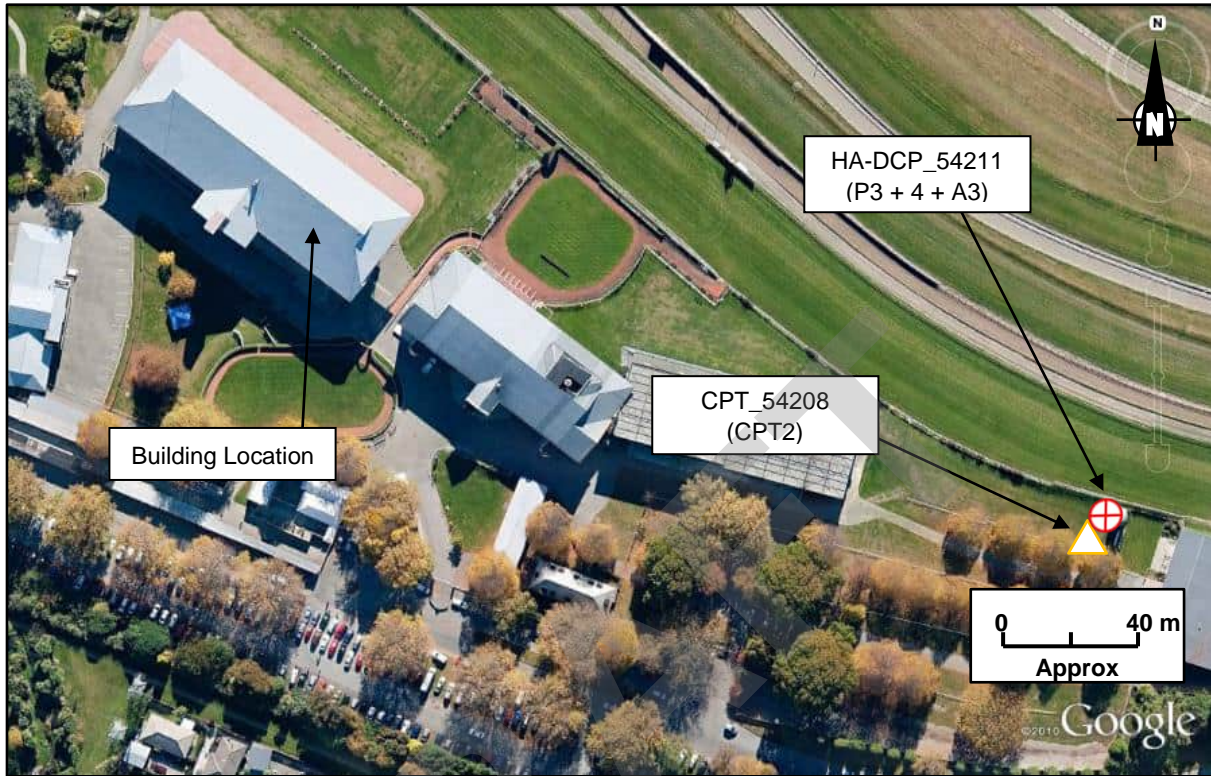 N
N
HA-DCP_54211
(P3 + 4 + A3)
CPT_54208
(CPT2)
Building Location
0 40 m
Approx
©2010 Google